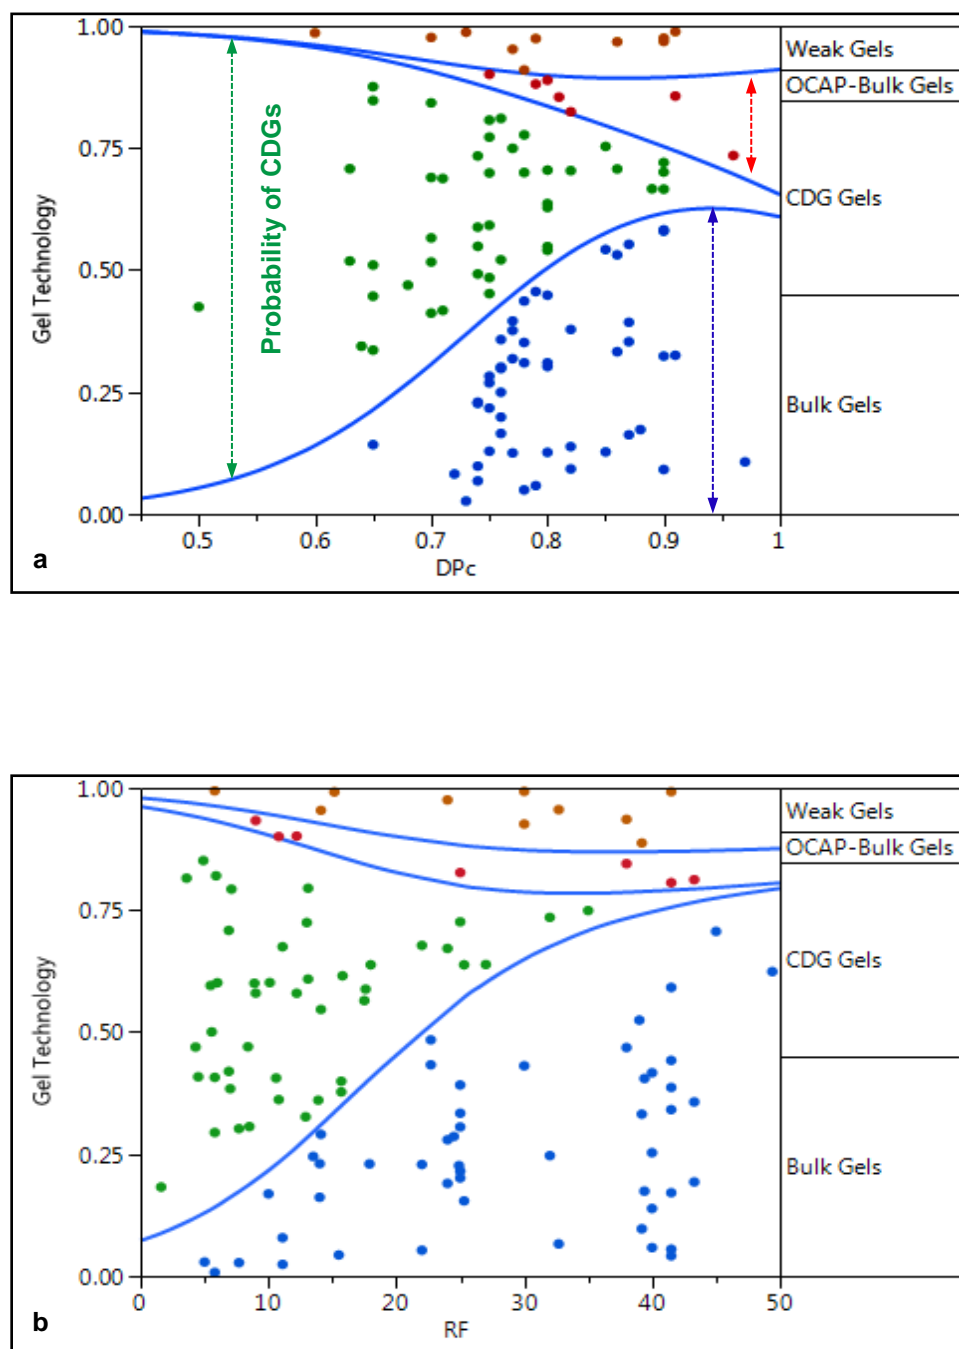 1.00
0.75
0.50
0.25
0.00
Gel Technology
Probability of CDGs
Weak Gels
OCAP-Bulk Gels
CDG Gels
Bulk Gels
0.5 0.6 0.7 0.8 0.9 1
DPc
a
1.00
0.75
0.50
0.25
0.00
Gel Technology
Weak Gels
OCAP-Bulk Gels
CDG Gels
Bulk Gels
0 10 20 30 40 50
RF
b